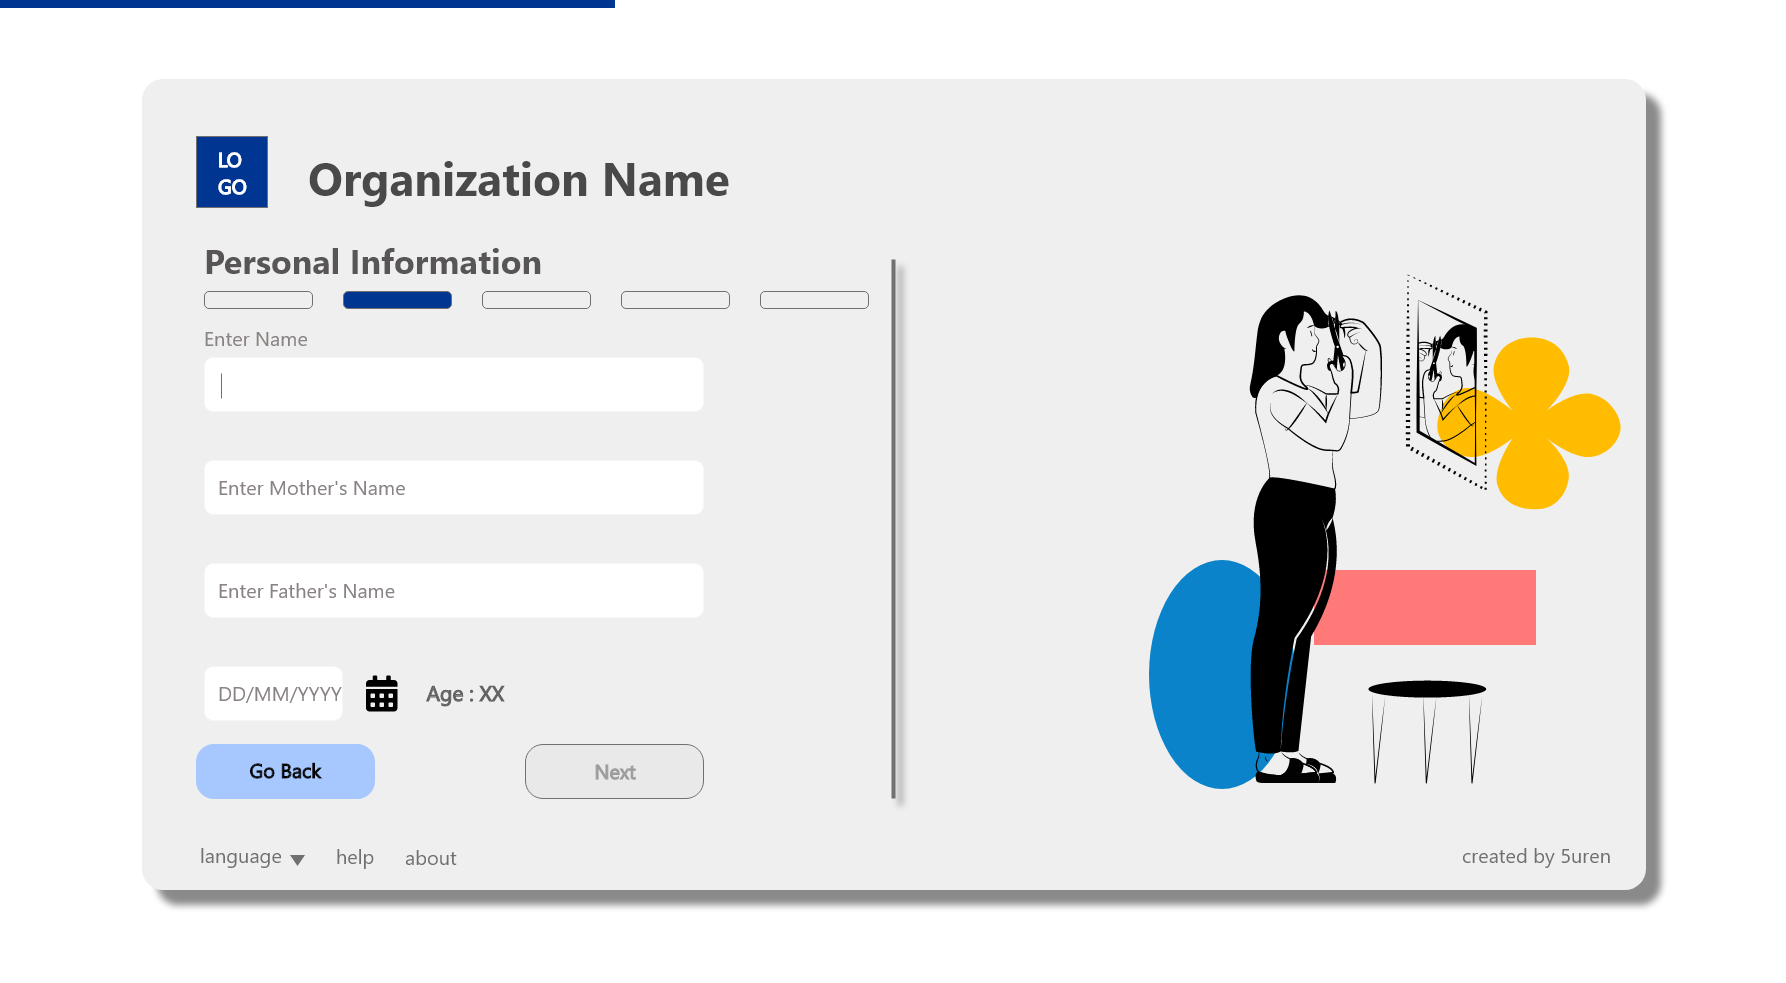 LO
GO
Organization Name
Personal Information
Enter Name
Enter Mother's Name
Enter Father's Name
DD/MM/YYYY
Age : XX
Go Back
Next
language
help
about
created by 5uren